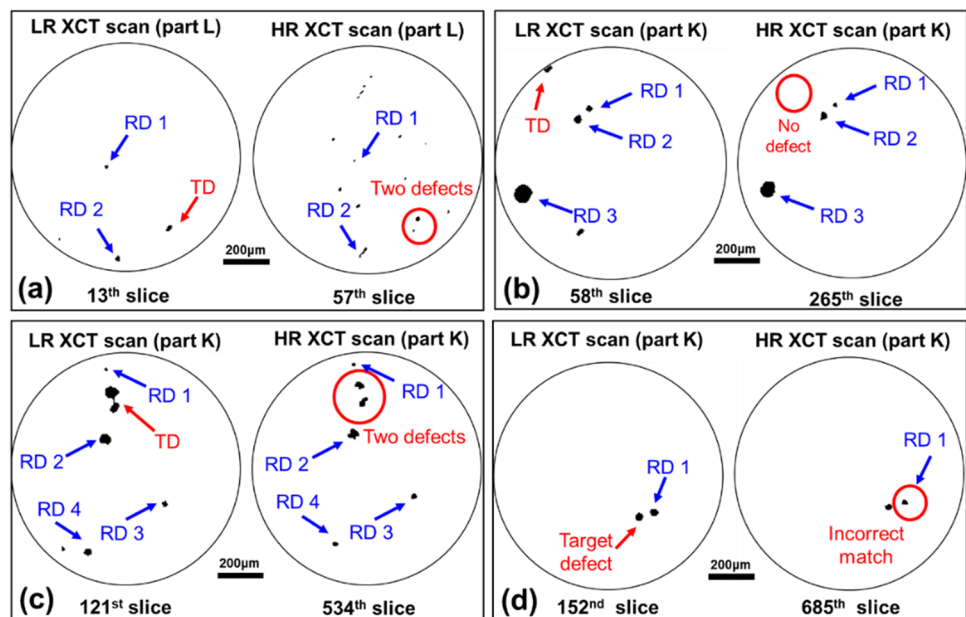 LR XCT scan (part L)
HR XCT scan (part L)
RD 1
RD 1
TD
Two defects
RD 2
RD 2
200µm
(a)
13th slice
57th slice
LR XCT scan (part K)
HR XCT scan (part K)
RD 1
RD 1
TD
RD 2
No
defect
RD 2
RD 3
RD 3
200µm
(b)
58th slice
265th slice
LR XCT scan (part K)
HR XCT scan (part K)
RD 1
RD 1
TD
Two defects
RD 2
RD 2
RD 4
RD 4
RD 3
RD 3
200µm
(c)
121st slice
534th slice
LR XCT scan (part K)
HR XCT scan (part K)
RD 1
RD 1
Target
defect
Incorrect
match
200µm
(d)
152nd slice
685th slice